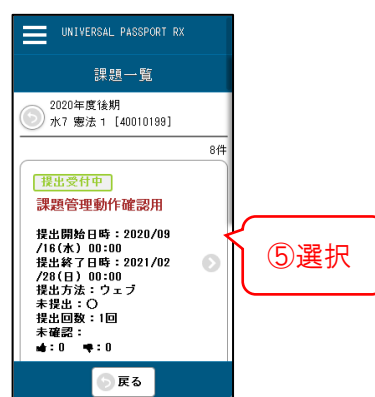 UNIVERSAL PASSPORT RX
課題一覧
2020年度後期
水7 憲法1 [40010199]
8件
提出受付中
課題管理動作確認用
提出開始日時:2020/09
/16(水) 00:00
提出終了日時:2021/02
/28(日) 00:00
提出方法:ウェブ
未提出:〇
提出回数:1回
未確認:
:0 :0
戻る
⑤選択